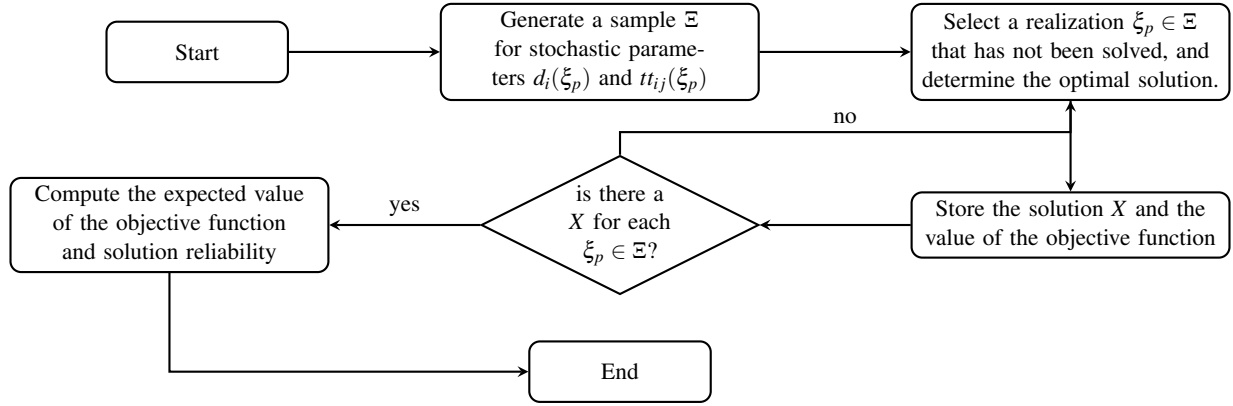 Start
Generate a sample Ξ
for stochastic parame-
ters d_i(ξ_p) and tt_{ij}(ξ_p)
Select a realization ξ_p ∈ Ξ
that has not been solved, and
determine the optimal solution.
no
Compute the expected value
of the objective function
and solution reliability
yes
is there a
X for each
ξ_p ∈ Ξ?
Store the solution X and the
value of the objective function
End